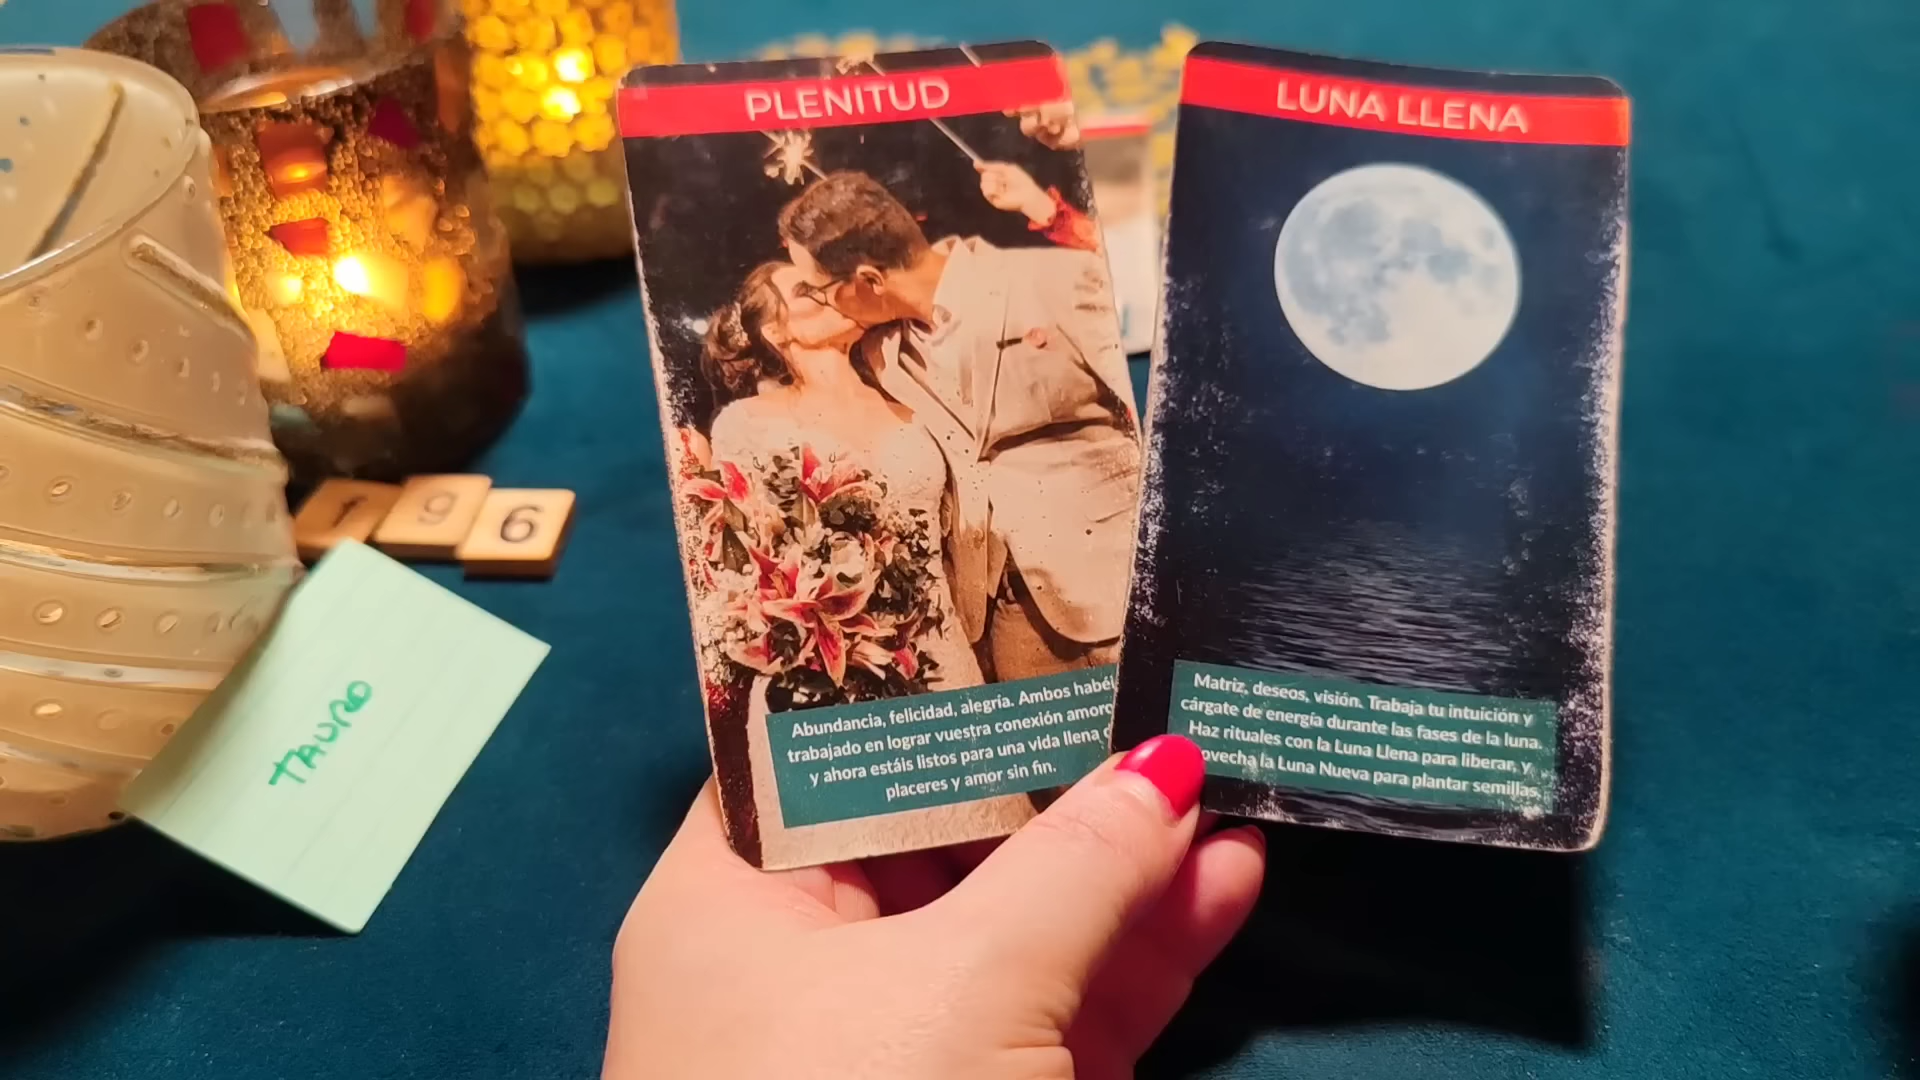 PLENITUD
Abundancia, felicidad, alegría. Ambos habéi
trabajado en lograr vuestra conexión amoro
y ahora estáis listos para una vida llena
placeres y amor sin fin.
LUNA LLENA
Matriz, deseos, visión. Trabaja tu intuición y
cárgate de energía durante las fases de la luna.
Haz rituales con la Luna Llena para liberar, y
ovecha la Luna Nueva para plantar semillas.
9
6
TAURO